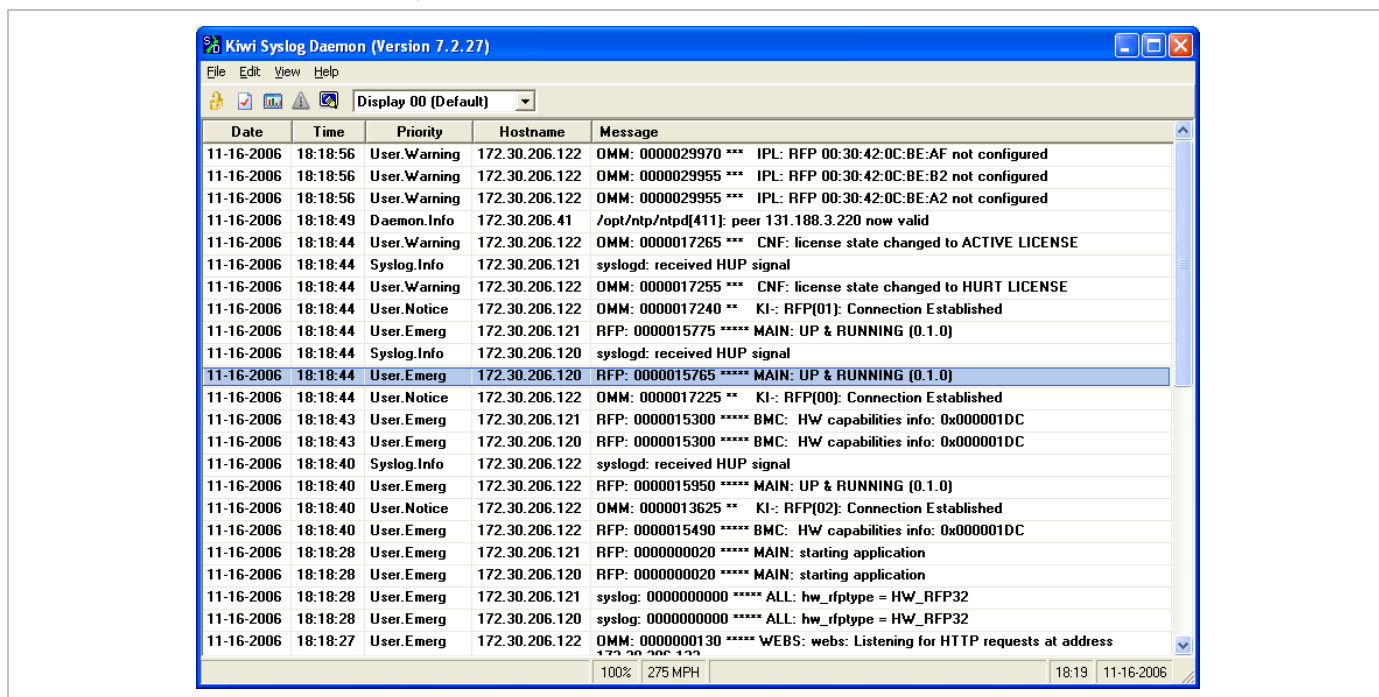 Kiwi Syslog Daemon (Version 7.2.27)
File Edit View Help
Display 00 (Default)
Date Time Priority Hostname Message
11-16-2006 18:18:56 User.Warning 172.30.206.122 OMM: 0000029970 *** IPL: RFP 00:30:42:0C:BE:AF not configured
11-16-2006 18:18:56 User.Warning 172.30.206.122 OMM: 0000029955 *** IPL: RFP 00:30:42:0C:BE:B2 not configured
11-16-2006 18:18:56 User.Warning 172.30.206.122 OMM: 0000029955 *** IPL: RFP 00:30:42:0C:BE:A2 not configured
11-16-2006 18:18:49 Daemon.Info 172.30.206.41 /opt/ntp/ntpd[411]: peer 131.188.3.220 now valid
11-16-2006 18:18:44 User.Warning 172.30.206.122 OMM: 0000017265 *** CNF: license state changed to ACTIVE LICENSE
11-16-2006 18:18:44 Syslog.Info 172.30.206.121 syslogd: received HUP signal
11-16-2006 18:18:44 User.Warning 172.30.206.122 OMM: 0000017255 *** CNF: license state changed to HURT LICENSE
11-16-2006 18:18:44 User.Notice 172.30.206.122 OMM: 0000017240 ** KI-: RFP(01): Connection Established
11-16-2006 18:18:44 User.Emerg 172.30.206.121 RFP: 0000015775 ***** MAIN: UP & RUNNING (0.1.0)
11-16-2006 18:18:44 Syslog.Info 172.30.206.120 syslogd: received HUP signal
11-16-2006 18:18:44 User.Emerg 172.30.206.120 RFP: 0000015765 ***** MAIN: UP & RUNNING (0.1.0)
11-16-2006 18:18:44 User.Notice 172.30.206.122 OMM: 0000017225 ** KI-: RFP(00): Connection Established
11-16-2006 18:18:43 User.Emerg 172.30.206.121 RFP: 0000015300 ***** BMC: HW capabilities info: 0x000001DC
11-16-2006 18:18:43 User.Emerg 172.30.206.120 RFP: 0000015300 ***** BMC: HW capabilities info: 0x000001DC
11-16-2006 18:18:40 Syslog.Info 172.30.206.122 syslogd: received HUP signal
11-16-2006 18:18:40 User.Emerg 172.30.206.122 RFP: 0000015950 ***** MAIN: UP & RUNNING (0.1.0)
11-16-2006 18:18:40 User.Notice 172.30.206.122 OMM: 0000013625 ** KI-: RFP(02): Connection Established
11-16-2006 18:18:40 User.Emerg 172.30.206.122 RFP: 0000015490 ***** BMC: HW capabilities info: 0x000001DC
11-16-2006 18:18:28 User.Emerg 172.30.206.121 RFP: 0000000020 ***** MAIN: starting application
11-16-2006 18:18:28 User.Emerg 172.30.206.120 RFP: 0000000020 ***** MAIN: starting application
11-16-2006 18:18:28 User.Emerg 172.30.206.121 syslog: 0000000000 ***** ALL: hw_rfptype = HW_RFP32
11-16-2006 18:18:28 User.Emerg 172.30.206.120 syslog: 0000000000 ***** ALL: hw_rfptype = HW_RFP32
11-16-2006 18:18:27 User.Emerg 172.30.206.122 OMM: 0000000130 ***** WEBS: webs: Listening for HTTP requests at address
100% 275 MPH 18:19 11-16-2006